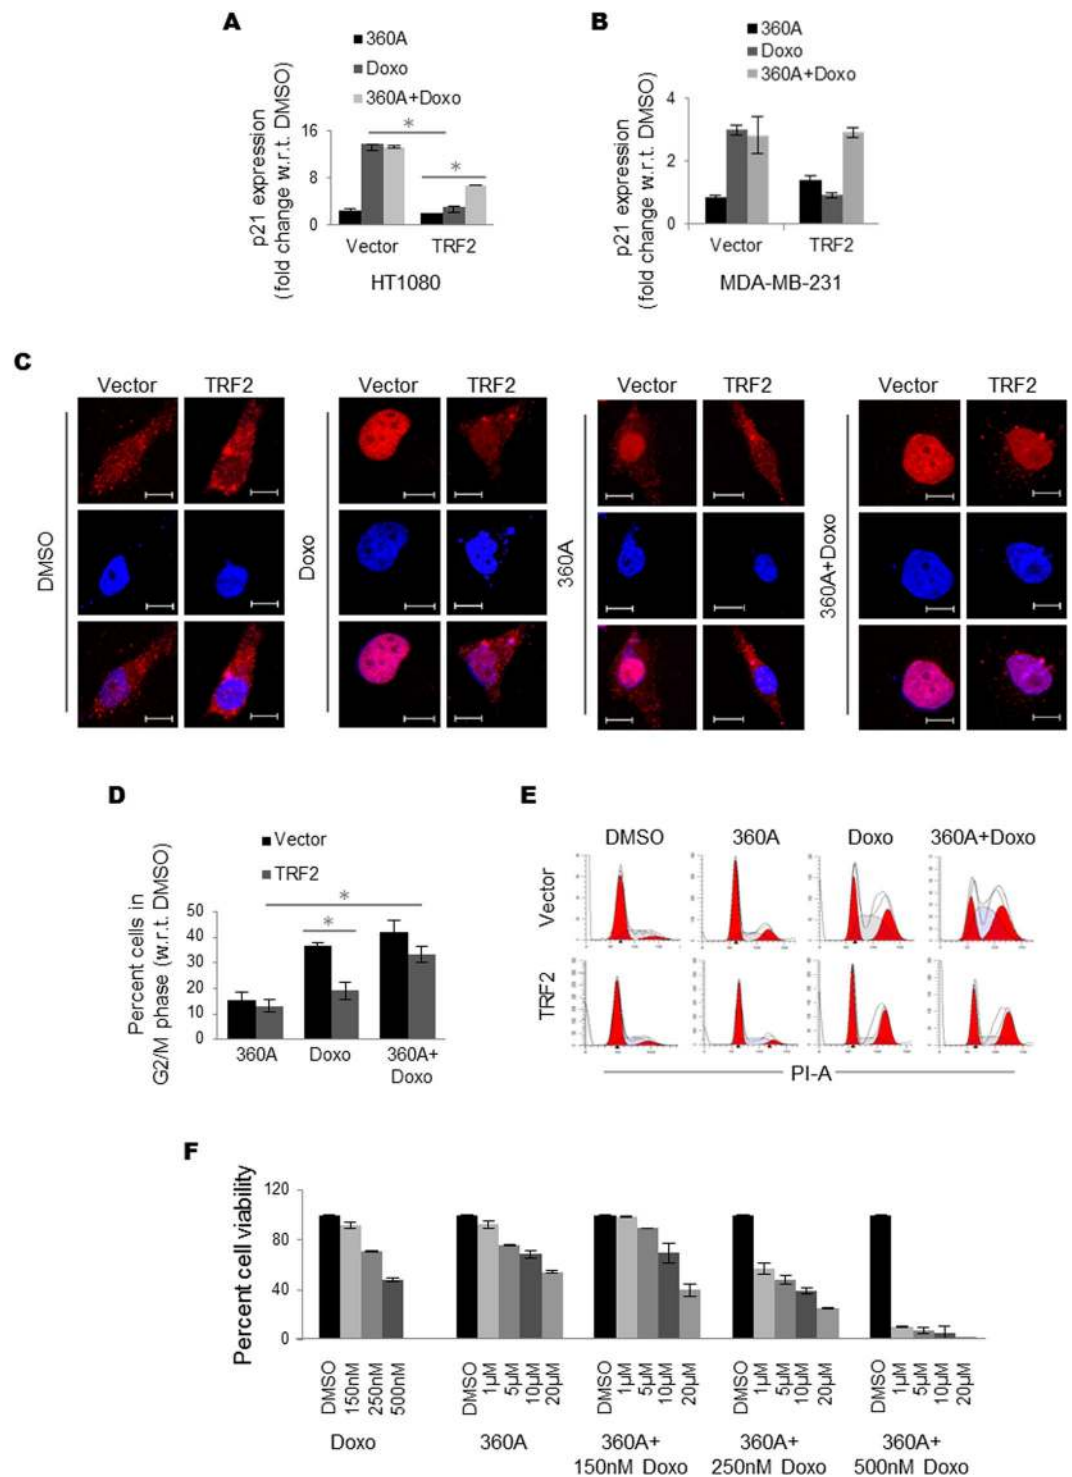 A
360A
Doxo
360A+Doxo
p21 expression
(fold change w.r.t. DMSO)
16
8
0
*
*
Vector TRF2
HT1080
B
360A
Doxo
360A+Doxo
p21 expression
(fold change w.r.t. DMSO)
4
2
0
Vector TRF2
MDA-MB-231
C
Vector TRF2 Vector TRF2 Vector TRF2 Vector TRF2
DMSO
Doxo
360A
360A+Doxo
D
Vector
TRF2
Percent cells in
G2/M phase (w.r.t. DMSO)
50
40
30
20
10
0
*
*
360A Doxo 360A+
Doxo
E
DMSO 360A Doxo 360A+Doxo
Vector
TRF2
PI-A
F
Percent cell viability
120
80
40
0
DMSO 150nM 250nM 500nM
DMSO 1µM 5µM 10µM 20µM
DMSO 1µM 5µM 10µM 20µM
DMSO 1µM 5µM 10µM 20µM
DMSO 1µM 5µM 10µM 20µM
Doxo 360A 360A+ 360A+ 360A+
150nM Doxo 250nM Doxo 500nM Doxo